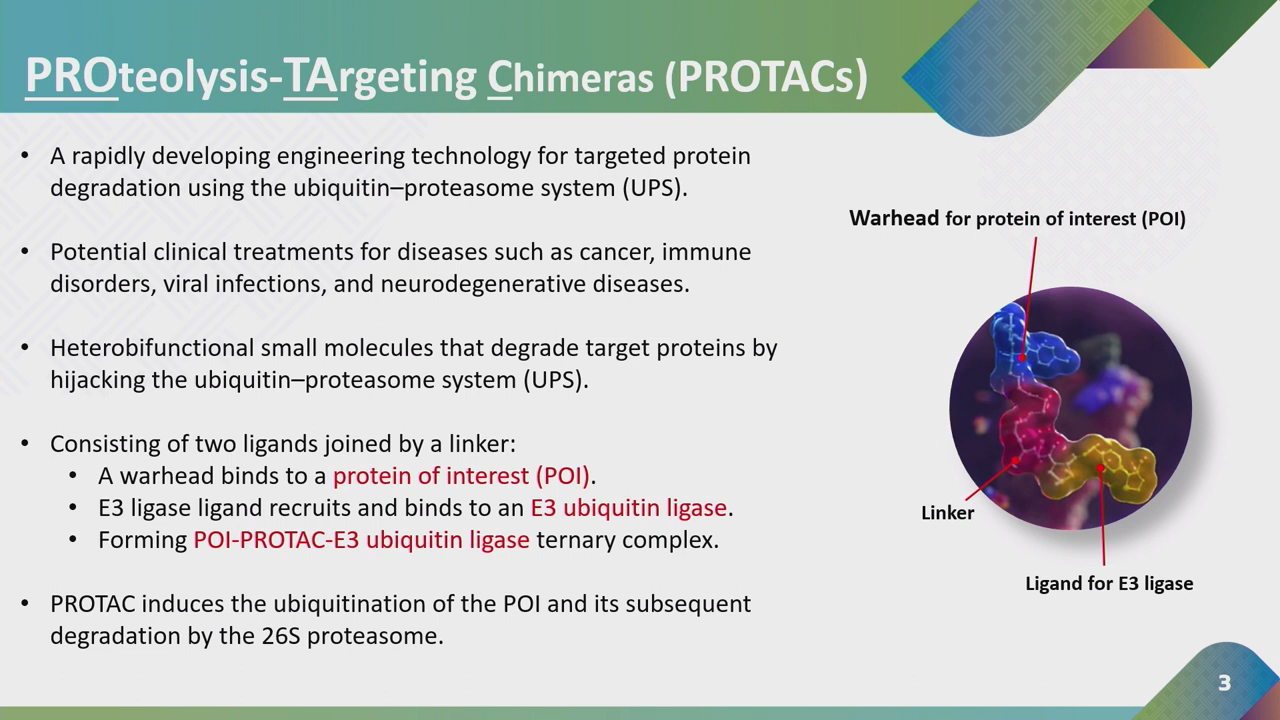 PROteolysis-TArgeting Chimeras (PROTACs)
• A rapidly developing engineering technology for targeted protein
degradation using the ubiquitin–proteasome system (UPS).
• Potential clinical treatments for diseases such as cancer, immune
disorders, viral infections, and neurodegenerative diseases.
• Heterobifunctional small molecules that degrade target proteins by
hijacking the ubiquitin–proteasome system (UPS).
• Consisting of two ligands joined by a linker:
• A warhead binds to a protein of interest (POI).
• E3 ligase ligand recruits and binds to an E3 ubiquitin ligase.
• Forming POI-PROTAC-E3 ubiquitin ligase ternary complex.
• PROTAC induces the ubiquitination of the POI and its subsequent
degradation by the 26S proteasome.
Warhead for protein of interest (POI)
Linker
Ligand for E3 ligase
3